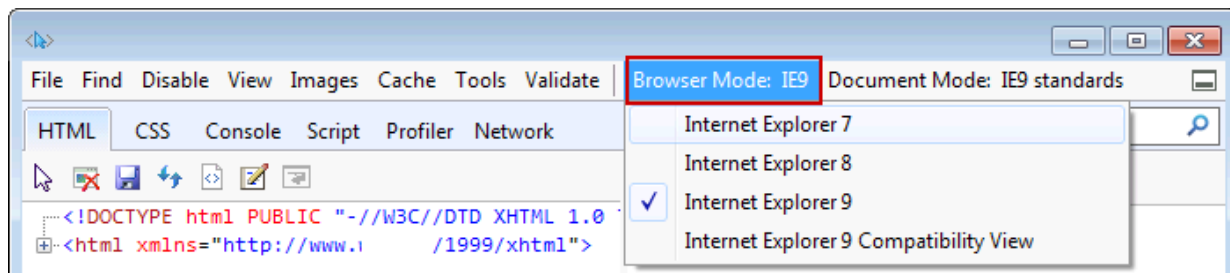 File Find Disable View Images Cache Tools Validate Browser Mode: IE9 Document Mode: IE9 standards
HTML CSS Console Script Profiler Network
Internet Explorer 7
Internet Explorer 8
Internet Explorer 9
Internet Explorer 9 Compatibility View
<!DOCTYPE html PUBLIC "-//W3C//DTD XHTML 1.0
<html xmlns="http://www. /1999/xhtml">